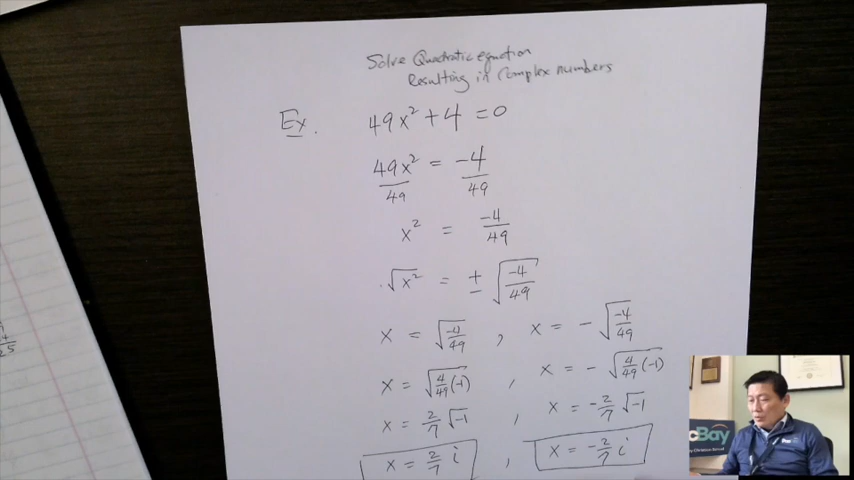 Solve Quadratic equation
Resulting in Complex numbers
Ex. 49x² + 4 = 0
49x²/49 = -4/49
x² = -4/49
√x² = ± √(-4/49)
x = √(-4/49) , x = - √(-4/49)
x = √(4/49 (-1)) , x = - √(4/49 (-1))
x = 2/7 √-1 , x = -2/7 √-1
x = 2/7 i , x = -2/7 i
cBay